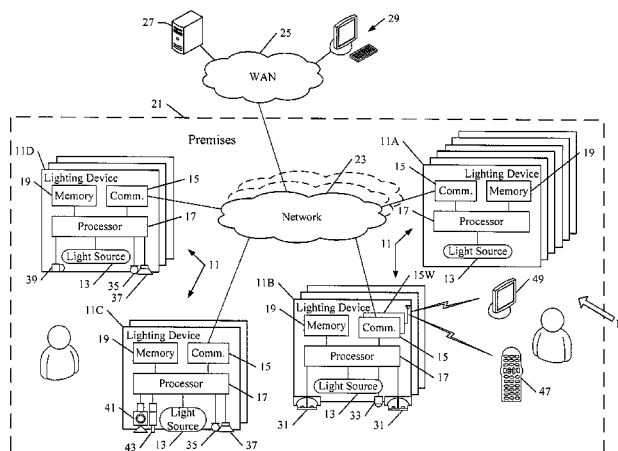 27
25
29
WAN
21
Premises
11D
Lighting Device
19
Memory
Comm.
15
Processor
17
Light Source
39
13
35
37
23
Network
11
11A
Lighting Device
15
Comm.
Memory
19
17
Processor
Light Source
13
11
11C
Lighting Device
19
Memory
Comm.
15
Processor
17
Light
Source
41
43
13
35
37
11B
15W
Lighting Device
19
Memory
Comm.
15
Processor
17
Light Source
31
13
33
31
49
47